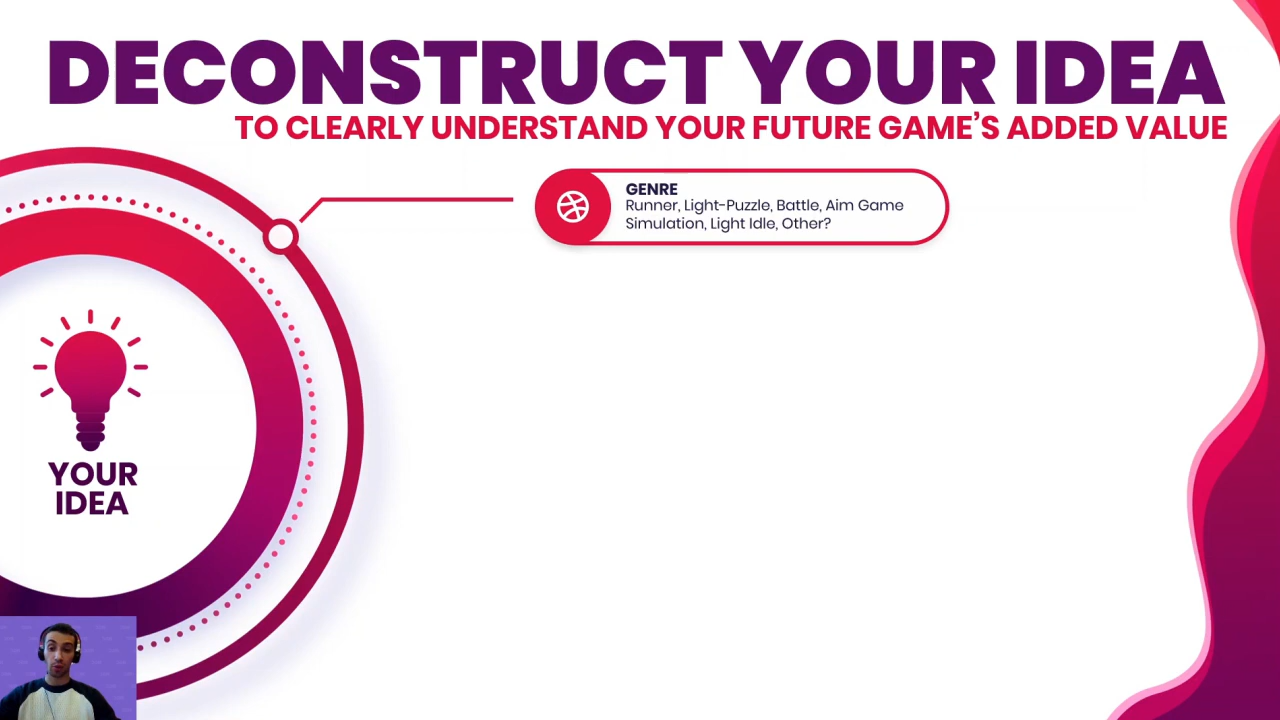 DECONSTRUCT YOUR IDEA
TO CLEARLY UNDERSTAND YOUR FUTURE GAME'S ADDED VALUE
GENRE
Runner, Light-Puzzle, Battle, Aim Game
Simulation, Light Idle, Other?
YOUR
IDEA